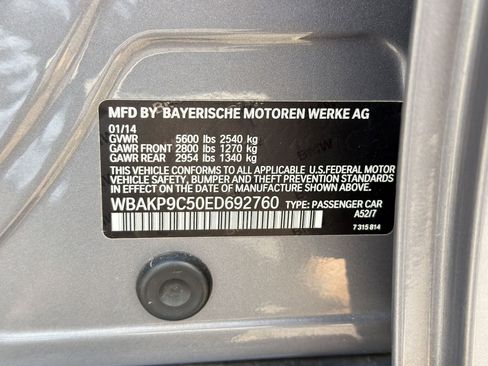 MFD BY BAYERISCHE MOTOREN WERKE AG
01/14
GVWR 5600 lbs 2540 kg
GAWR FRONT 2800 lbs 1270 kg
GAWR REAR 2954 lbs 1340 kg
THIS VEHICLE CONFORMS TO ALL APPLICABLE U.S.FEDERAL MOTOR
VEHICLE SAFETY, BUMPER AND THEFT STANDARDS
IN EFFECT ON THE DATE OF MANUFACTURE SHOWN ABOVE.
WBAKP9C50ED692760 TYPE: PASSENGER CAR
A52/7
7 315 814